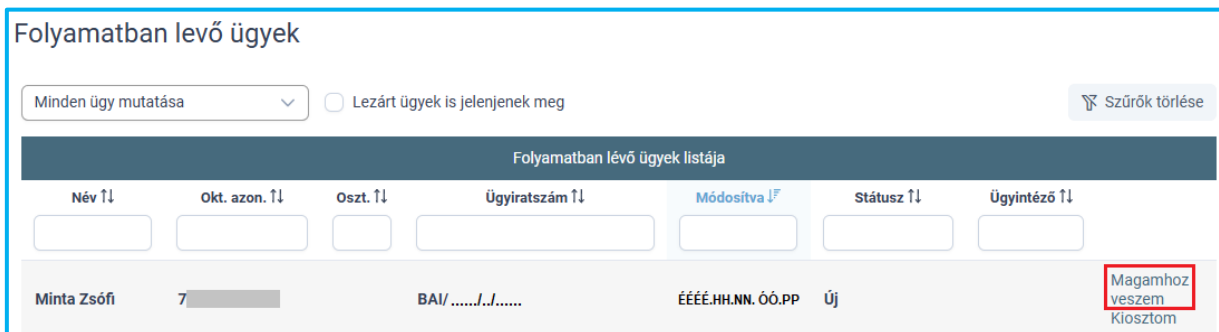 Folyamatban levő ügyek
Minden ügy mutatása
Lezárt ügyek is jelenjenek meg
Szűrők törlése
Folyamatban lévő ügyek listája
Név Okt. azon. Oszt. Ügyiratszám Módosítva Státusz Ügyintéző
Minta Zsófi 7 BAI/ ....../../...... ÉÉÉÉ.HH.NN. ÓÓ.PP Új Magamhoz
veszem
Kiosztom